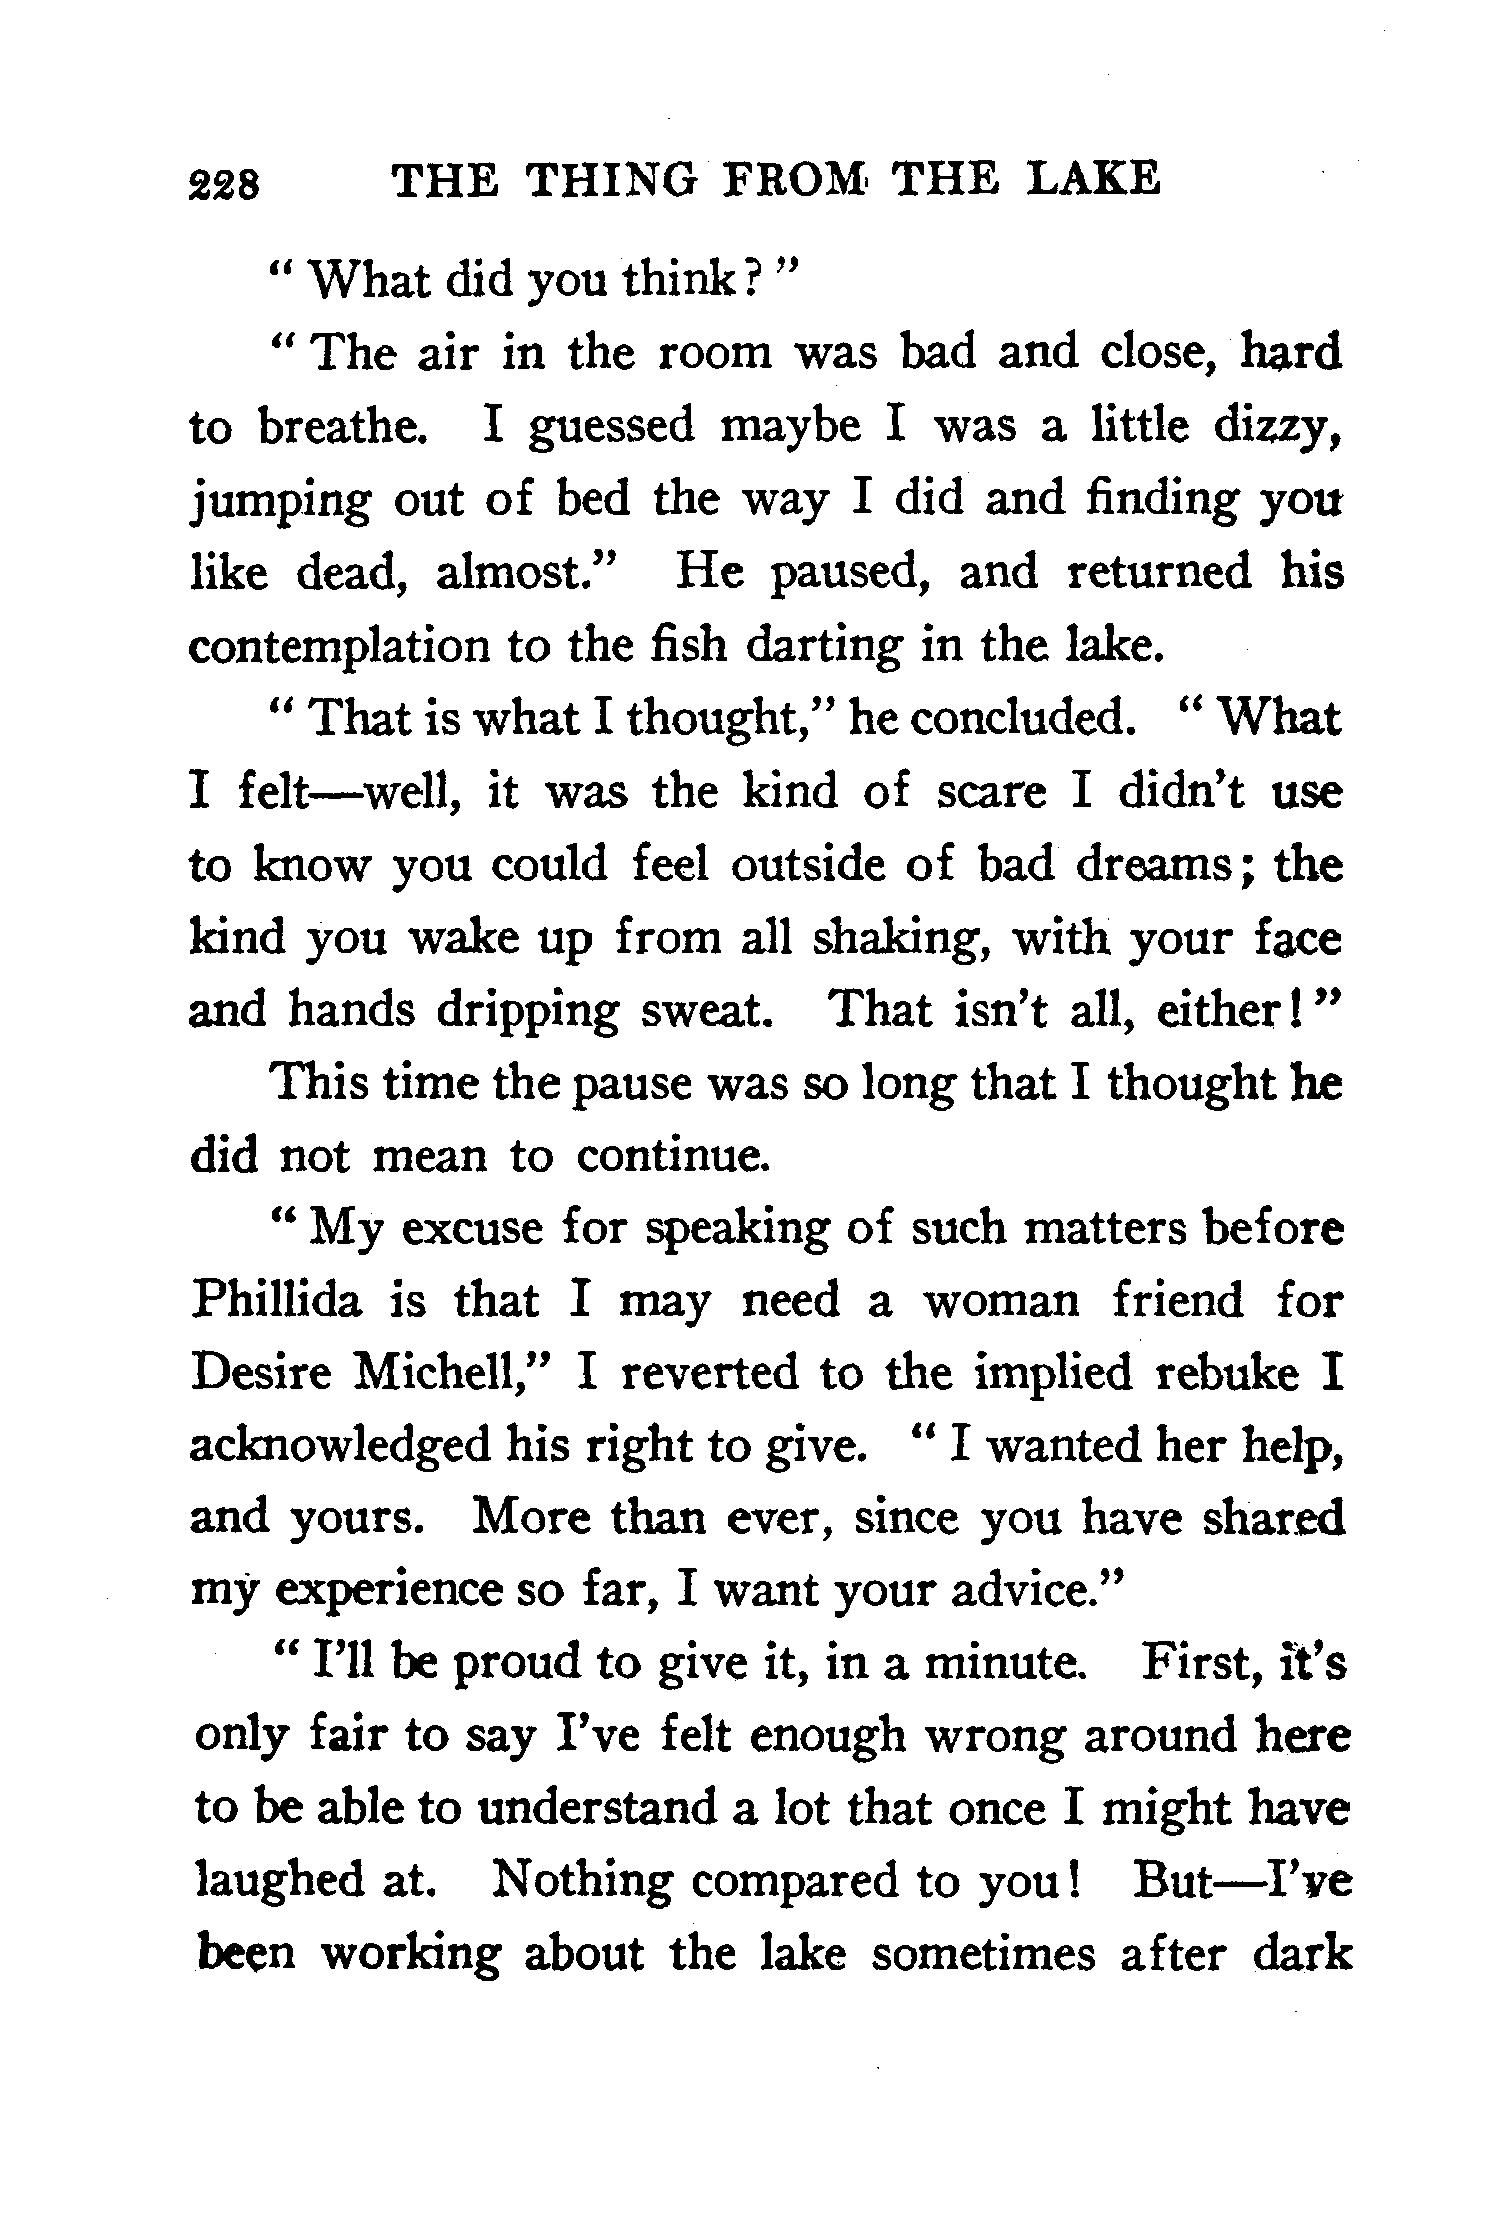 228 THE THING FROM THE LAKE
“ What did you think? ”
“ The air in the room was bad and close, hard
to breathe. I guessed maybe I was a little dizzy,
jumping out of bed the way I did and finding you
like dead, almost.” He paused, and returned his
contemplation to the fish darting in the lake.
“ That is what I thought,” he concluded. “ What
I felt—well, it was the kind of scare I didn’t use
to know you could feel outside of bad dreams; the
kind you wake up from all shaking, with your face
and hands dripping sweat. That isn’t all, either! ”
This time the pause was so long that I thought he
did not mean to continue.
“ My excuse for speaking of such matters before
Phillida is that I may need a woman friend for
Desire Michell,” I reverted to the implied rebuke I
acknowledged his right to give. “ I wanted her help,
and yours. More than ever, since you have shared
my experience so far, I want your advice.”
“ I’ll be proud to give it, in a minute. First, it’s
only fair to say I’ve felt enough wrong around here
to be able to understand a lot that once I might have
laughed at. Nothing compared to you! But—I’ve
been working about the lake sometimes after dark